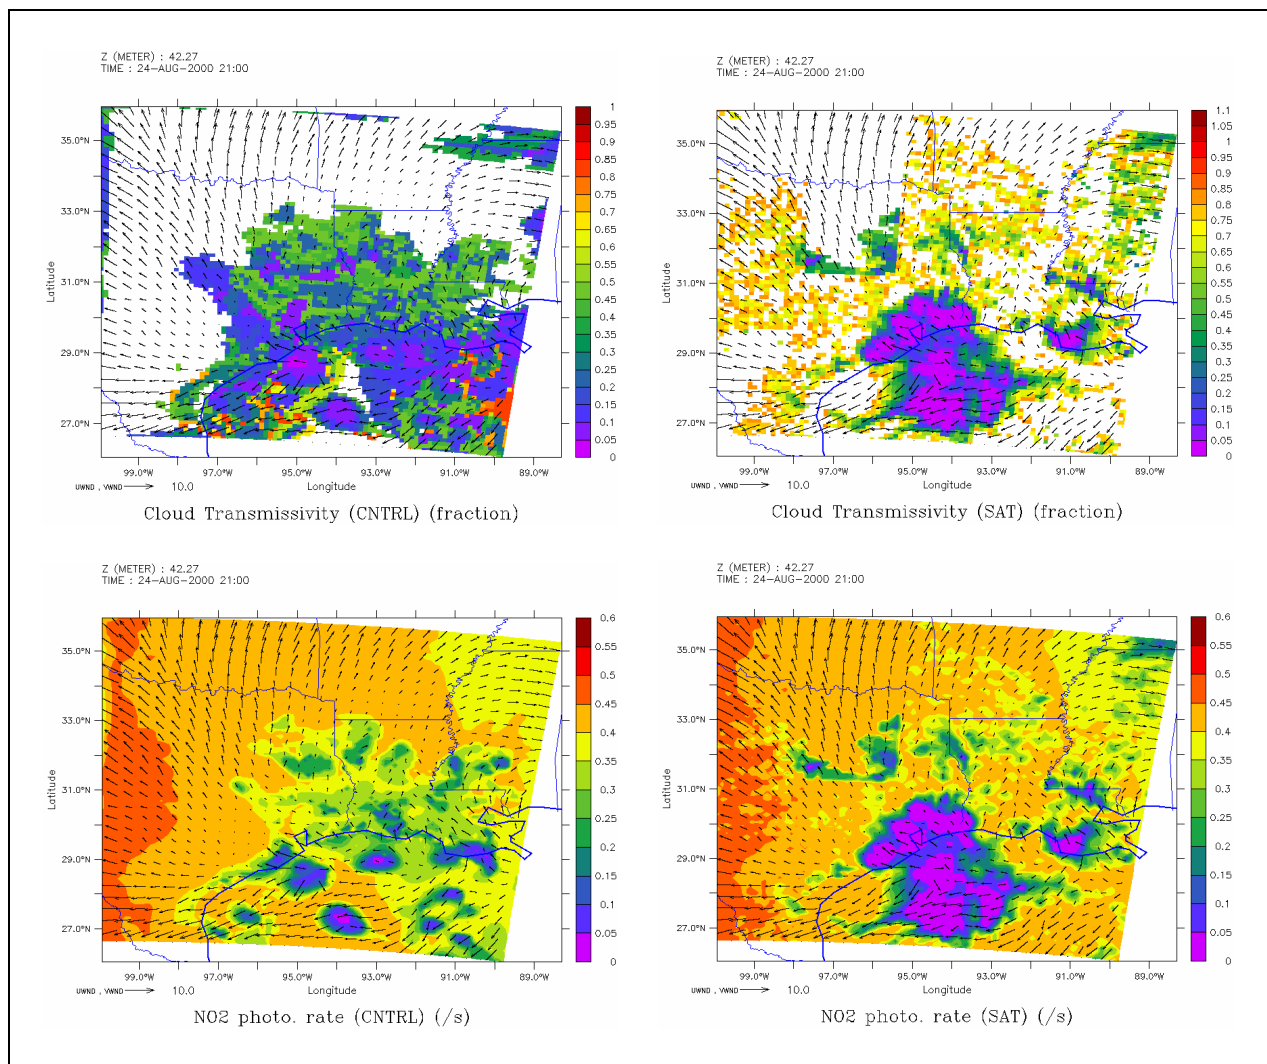 Z (METER) : 42.27
TIME : 24-AUG-2000 21:00
35.0°N
33.0°N
31.0°N
29.0°N
27.0°N
Latitude
99.0°W 97.0°W 95.0°W 93.0°W 91.0°W 89.0°W
Longitude
UWND , VWND 10.0
1
0.95
0.9
0.85
0.8
0.75
0.7
0.65
0.6
0.55
0.5
0.45
0.4
0.35
0.3
0.25
0.2
0.15
0.1
0.05
0
Cloud Transmissivity (CNTRL) (fraction)
Z (METER) : 42.27
TIME : 24-AUG-2000 21:00
35.0°N
33.0°N
31.0°N
29.0°N
27.0°N
Latitude
99.0°W 97.0°W 95.0°W 93.0°W 91.0°W 89.0°W
Longitude
UWND , VWND 10.0
1.1
1.05
1
0.95
0.9
0.85
0.8
0.75
0.7
0.65
0.6
0.55
0.5
0.45
0.4
0.35
0.3
0.25
0.2
0.15
0.1
0.05
0
Cloud Transmissivity (SAT) (fraction)
Z (METER) : 42.27
TIME : 24-AUG-2000 21:00
35.0°N
33.0°N
31.0°N
29.0°N
27.0°N
Latitude
99.0°W 97.0°W 95.0°W 93.0°W 91.0°W 89.0°W
Longitude
UWND , VWND 10.0
0.6
0.55
0.5
0.45
0.4
0.35
0.3
0.25
0.2
0.15
0.1
0.05
0
NO2 photo. rate (CNTRL) (/s)
Z (METER) : 42.27
TIME : 24-AUG-2000 21:00
35.0°N
33.0°N
31.0°N
29.0°N
27.0°N
Latitude
99.0°W 97.0°W 95.0°W 93.0°W 91.0°W 89.0°W
Longitude
UWND , VWND 10.0
0.6
0.55
0.5
0.45
0.4
0.35
0.3
0.25
0.2
0.15
0.1
0.05
0
NO2 photo. rate (SAT) (/s)